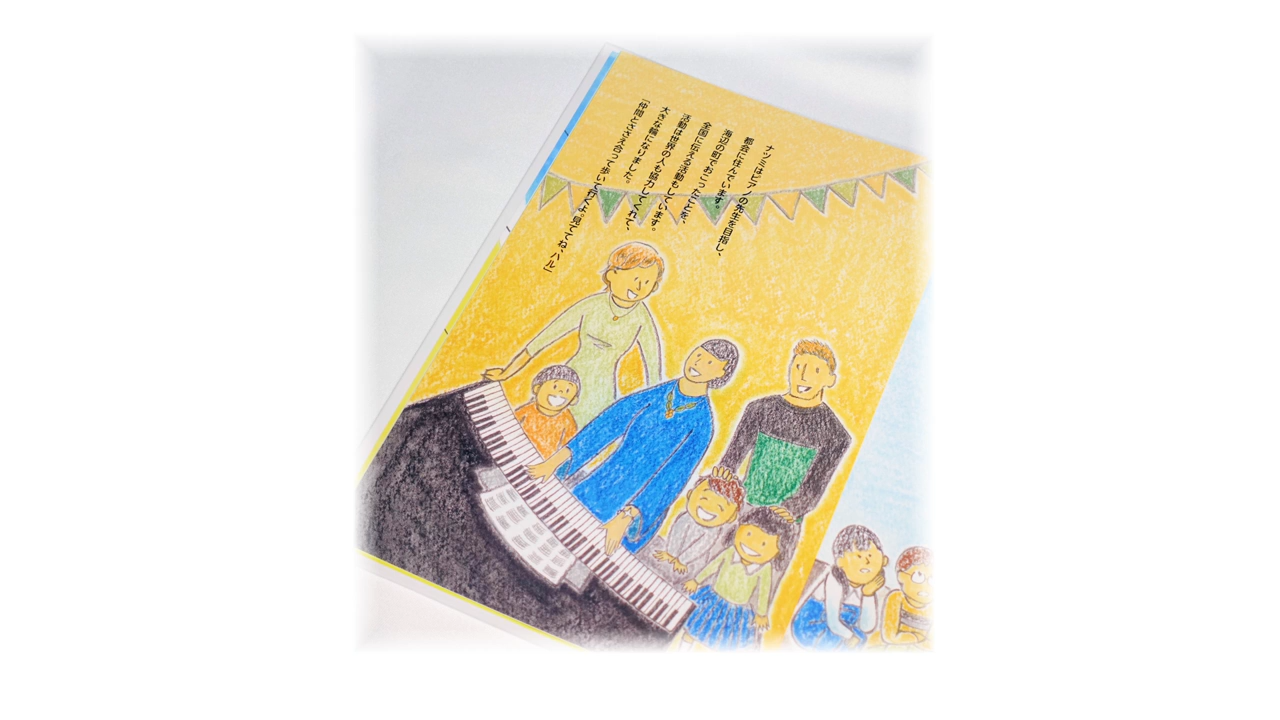 ナツミはピアノの先生を目指し、
都会に住んでいます。
海辺の町でおこったことを、
全国に伝える活動もしています。
活動は世界の人も協力してくれて、
大きな輪になりました。
「仲間とささえ合って歩いて行くよ。見ててね、ハル」